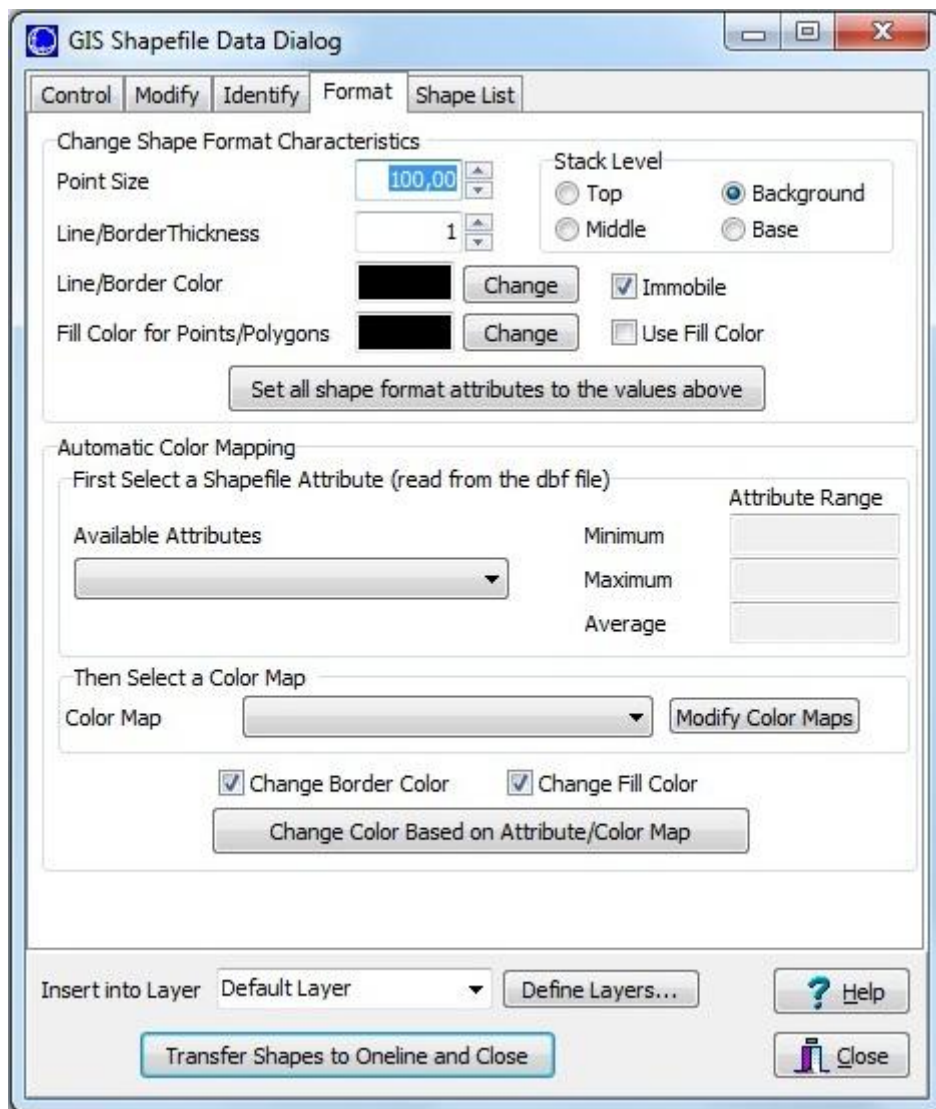 GIS Shapefile Data Dialog
Control Modify Identify Format Shape List
Change Shape Format Characteristics
Stack Level
Point Size 100,00
Top Background
Line/BorderThickness 1
Middle Base
Line/Border Color Change Immobile
Fill Color for Points/Polygons Change Use Fill Color
Set all shape format attributes to the values above
Automatic Color Mapping
First Select a Shapefile Attribute (read from the dbf file)
Attribute Range
Available Attributes Minimum
Maximum
Average
Then Select a Color Map
Color Map Modify Color Maps
Change Border Color Change Fill Color
Change Color Based on Attribute/Color Map
Insert into Layer Default Layer Define Layers... Help
Transfer Shapes to Oneline and Close Close